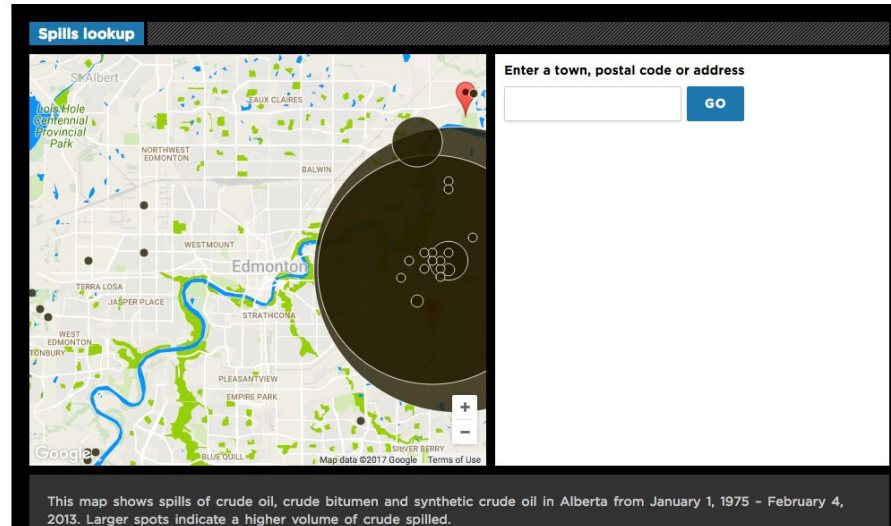 Spills lookup
Enter a town, postal code or address
GO
St Albert
Lois Hole
Centennial
Provincial
Park
EAUX CLAIRES
NORTHWEST
EDMONTON
BALWIN
WESTMOUNT
Edmonton
TERRA LOSA
JASPER PLACE
STRATHCONA
WEST
EDMONTON
TONBURY
PLEASANTVIEW
EMPIRE PARK
+
−
SILVER BERRY
BLUE QUILL
Google
Map data ©2017 Google
Terms of Use
This map shows spills of crude oil, crude bitumen and synthetic crude oil in Alberta from January 1, 1975 – February 4,
2013. Larger spots indicate a higher volume of crude spilled.